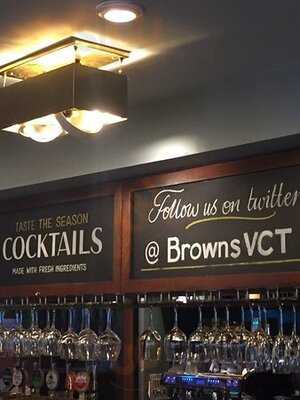 TASTE THE SEASON
COCKTAILS
MADE WITH FRESH INGREDIENTS
Follow us on twitter
@ BrownsVCT